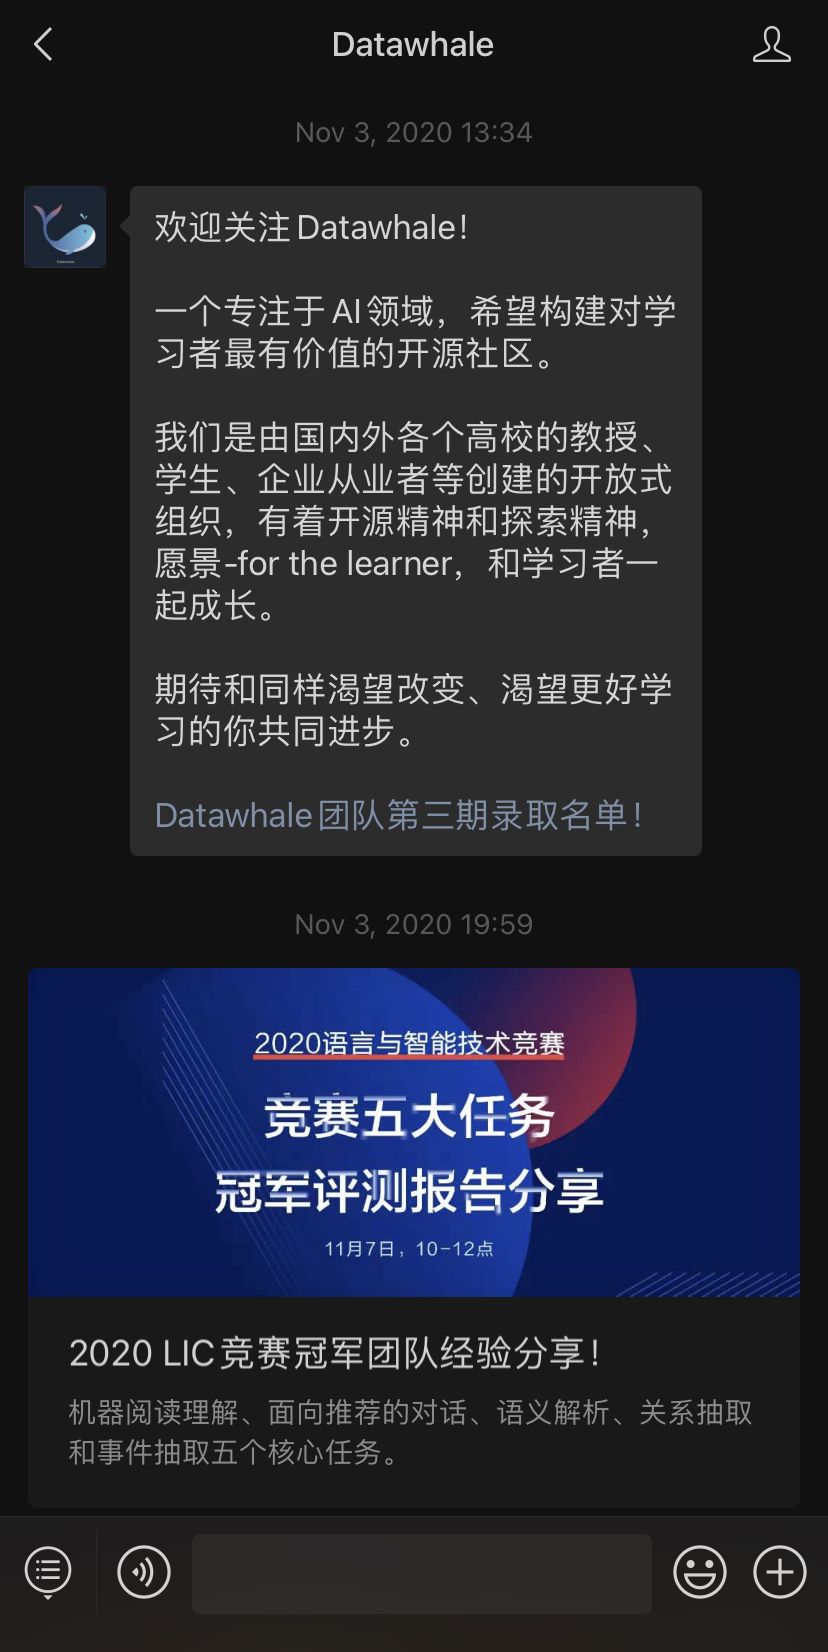 Datawhale
Nov 3, 2020 13:34
欢迎关注Datawhale！
一个专注于AI领域，希望构建对学
习者最有价值的开源社区。
我们是由国内外各个高校的教授、
学生、企业从业者等创建的开放式
组织，有着开源精神和探索精神，
愿景-for the learner，和学习者一
起成长。
期待和同样渴望改变、渴望更好学
习的你共同进步。
Datawhale团队第三期录取名单！
Nov 3, 2020 19:59
2020语言与智能技术竞赛
竞赛五大任务
冠军评测报告分享
11月7日，10-12点
2020 LIC竞赛冠军团队经验分享！
机器阅读理解、面向推荐的对话、语义解析、关系抽取
和事件抽取五个核心任务。